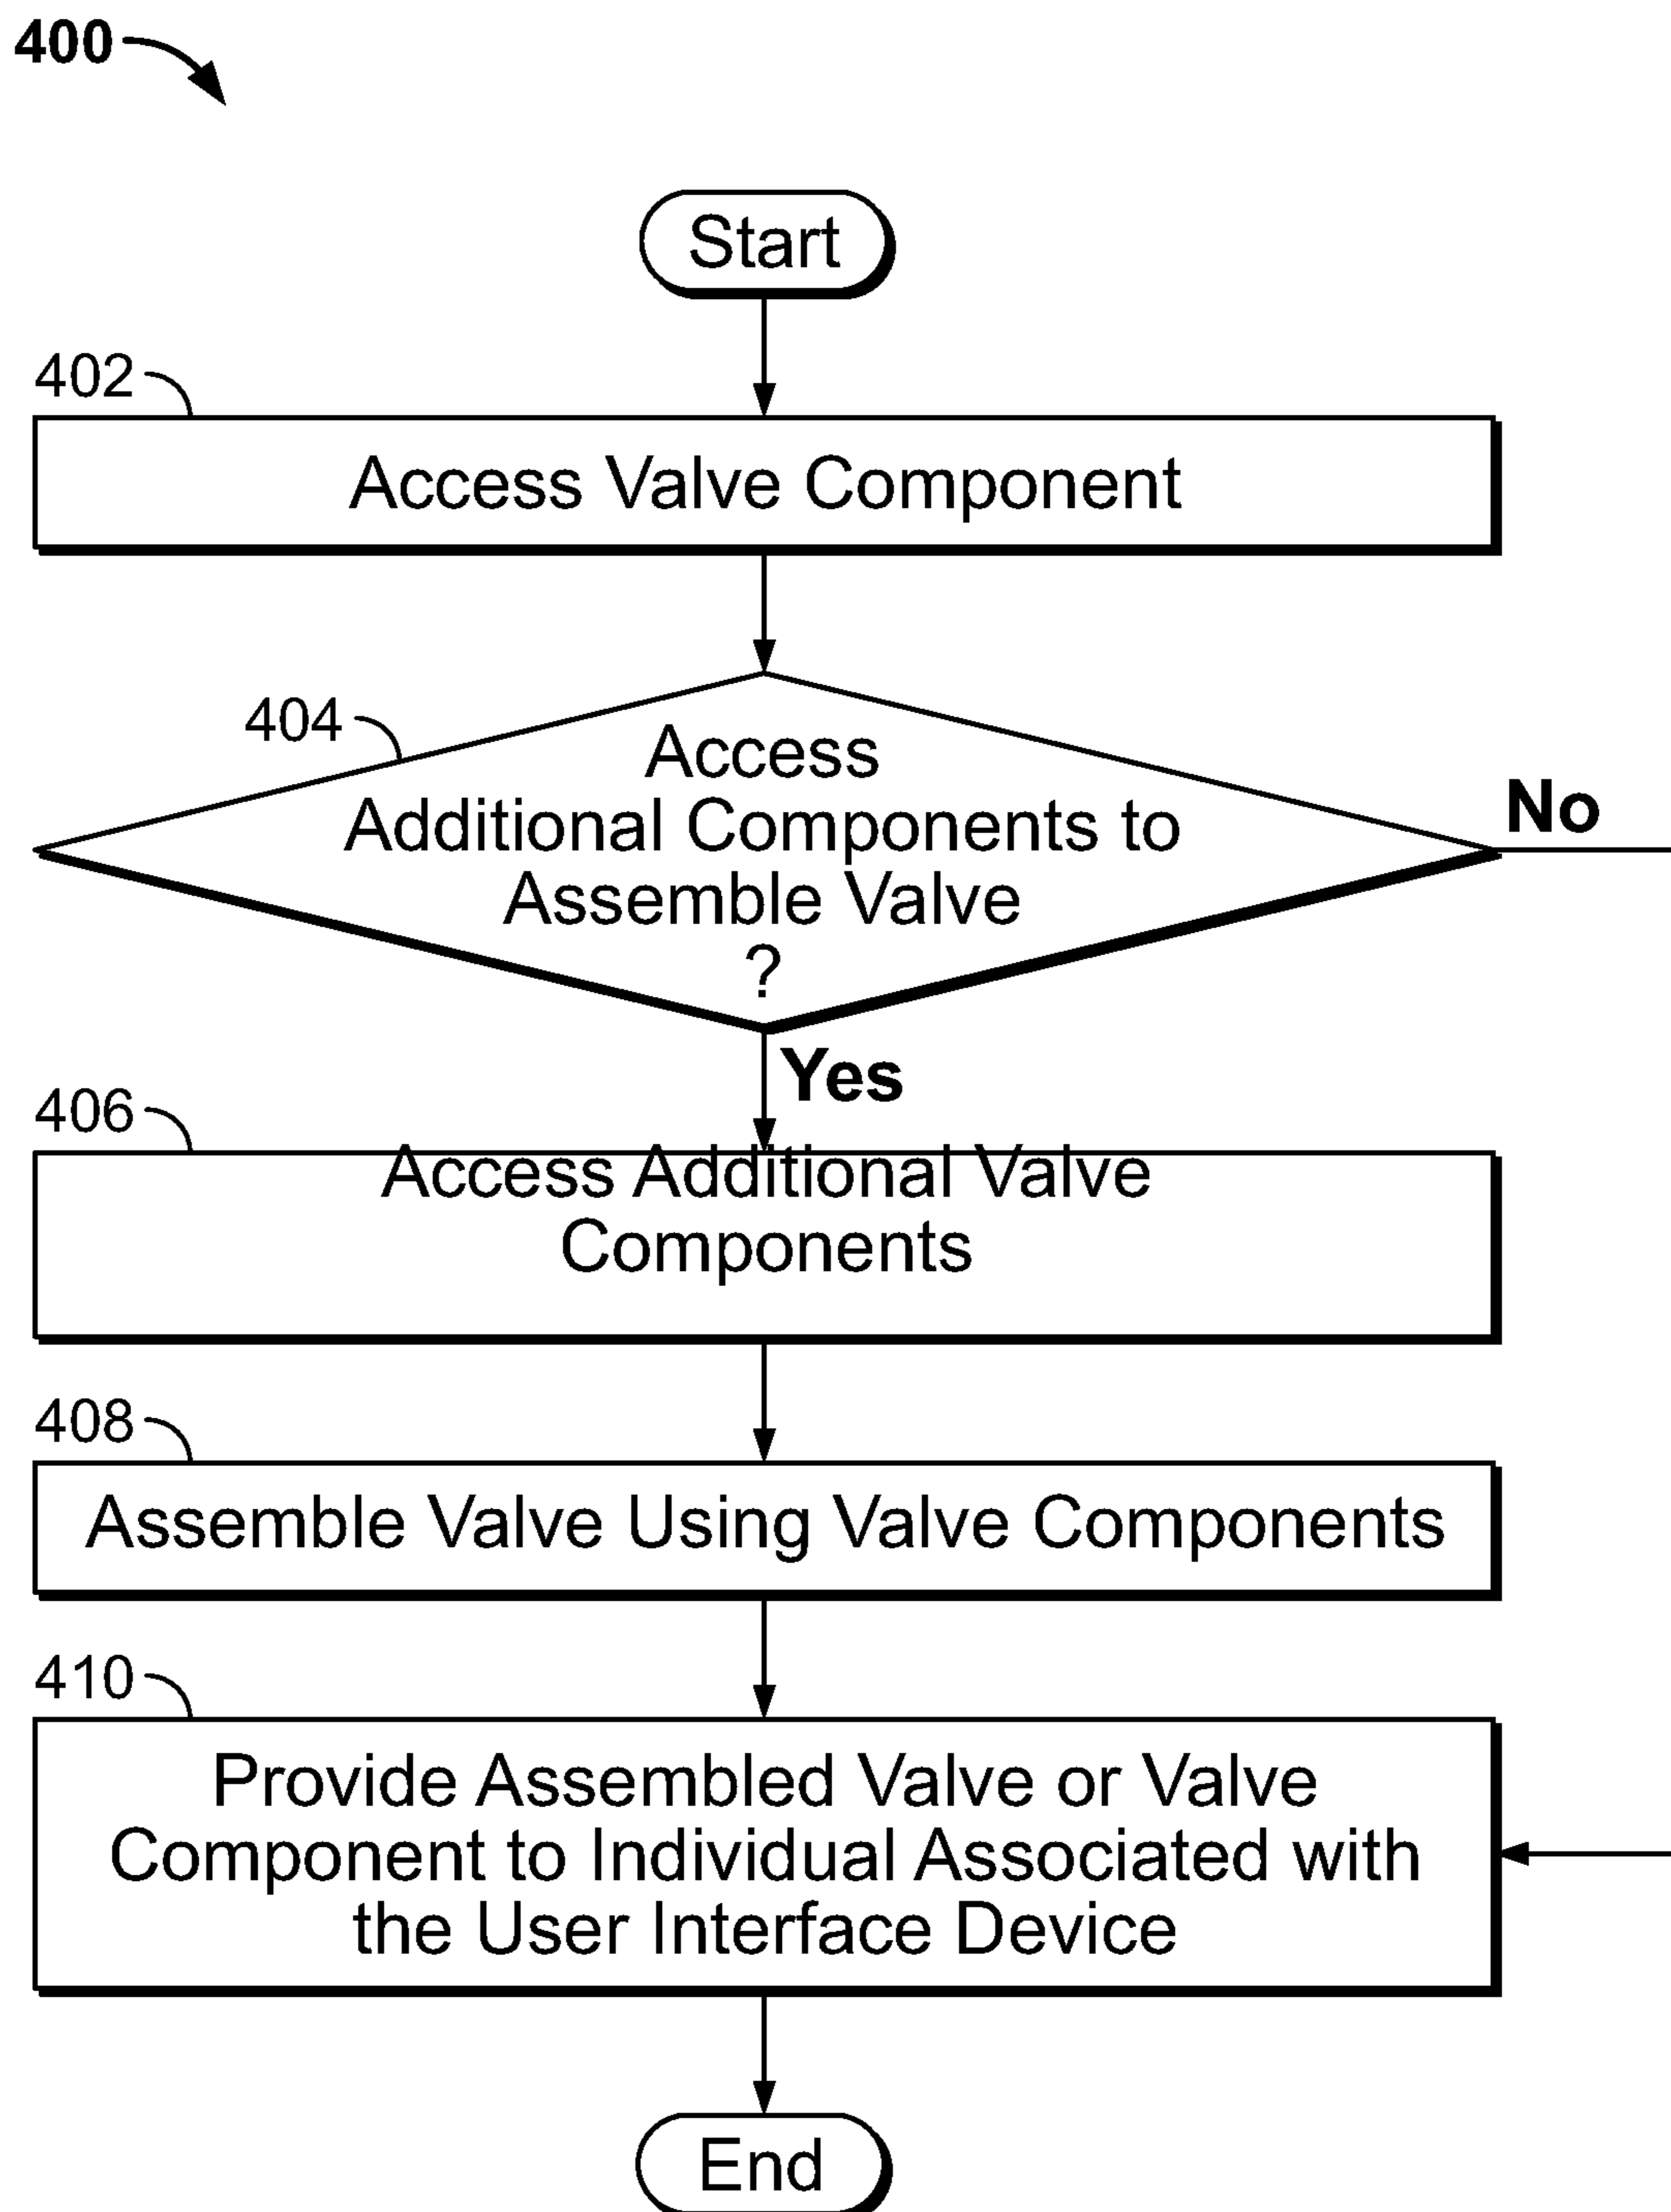 400
Start
402
Access Valve Component
404
Access
Additional Components to
Assemble Valve
?
No
Yes
406
Access Additional Valve
Components
408
Assemble Valve Using Valve Components
410
Provide Assembled Valve or Valve
Component to Individual Associated with
the User Interface Device
End